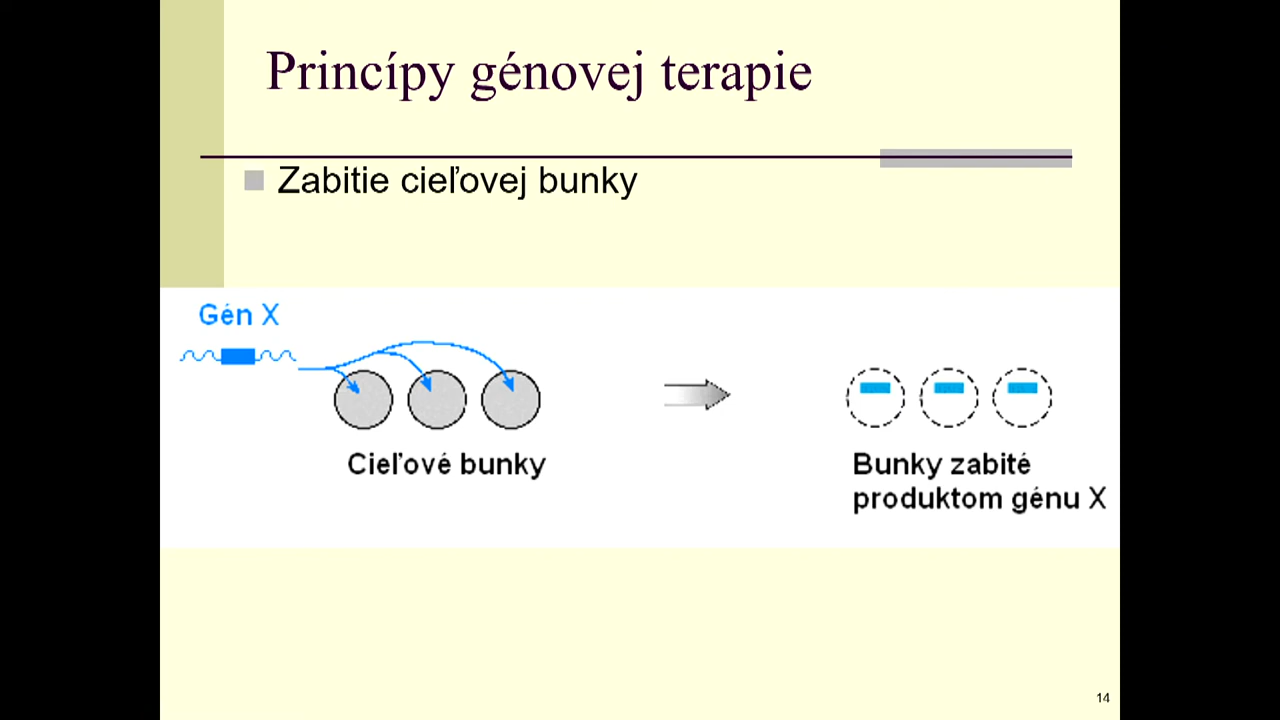 Princípy génovej terapie
Zabitie cieľovej bunky
Gén X
Cieľové bunky
Bunky zabité
produktom génu X
14